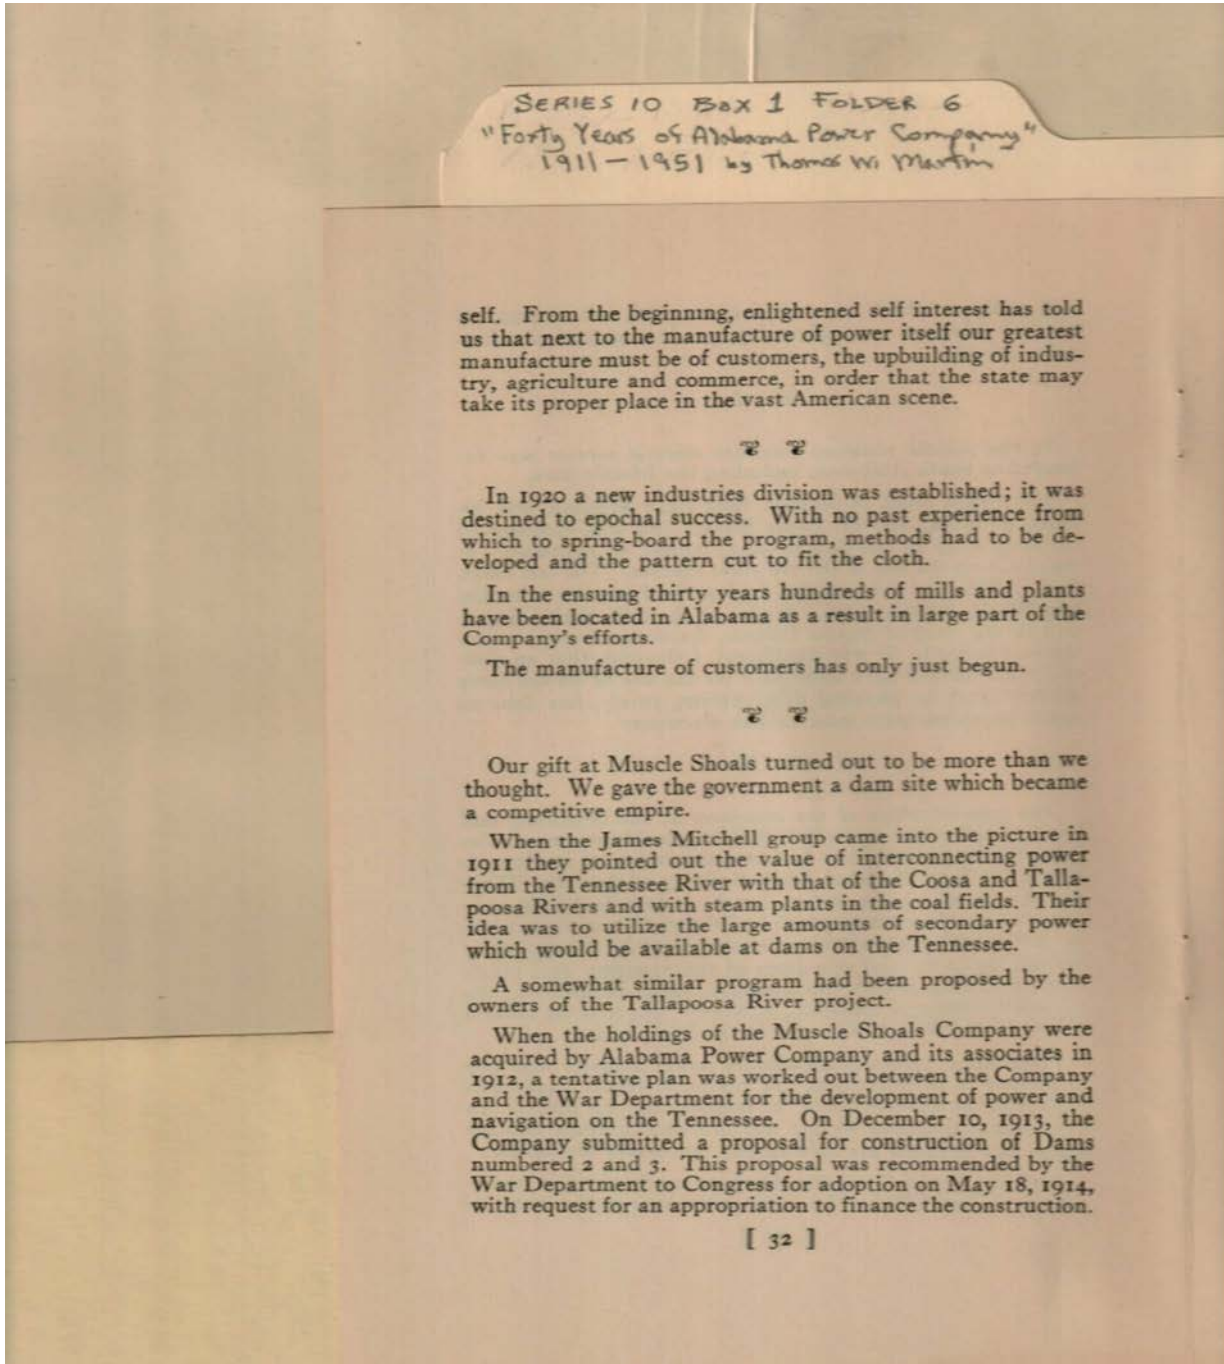 SERIES 10 BOX 1 FOLDER 6
"Forty Years of Alabama Power Company"
1911 - 1951 by Thomas W. Martin
self. From the beginning, enlightened self interest has told
us that next to the manufacture of power itself our greatest
manufacture must be of customers, the upbuilding of indus-
try, agriculture and commerce, in order that the state may
take its proper place in the vast American scene.
In 1920 a new industries division was established; it was
destined to epochal success. With no past experience from
which to spring-board the program, methods had to be de-
veloped and the pattern cut to fit the cloth.
In the ensuing thirty years hundreds of mills and plants
have been located in Alabama as a result in large part of the
Company's efforts.
The manufacture of customers has only just begun.
Our gift at Muscle Shoals turned out to be more than we
thought. We gave the government a dam site which became
a competitive empire.
When the James Mitchell group came into the picture in
1911 they pointed out the value of interconnecting power
from the Tennessee River with that of the Coosa and Talla-
poosa Rivers and with steam plants in the coal fields. Their
idea was to utilize the large amounts of secondary power
which would be available at dams on the Tennessee.
A somewhat similar program had been proposed by the
owners of the Tallapoosa River project.
When the holdings of the Muscle Shoals Company were
acquired by Alabama Power Company and its associates in
1912, a tentative plan was worked out between the Company
and the War Department for the development of power and
navigation on the Tennessee. On December 10, 1913, the
Company submitted a proposal for construction of Dams
numbered 2 and 3. This proposal was recommended by the
War Department to Congress for adoption on May 18, 1914,
with request for an appropriation to finance the construction.
[ 32 ]